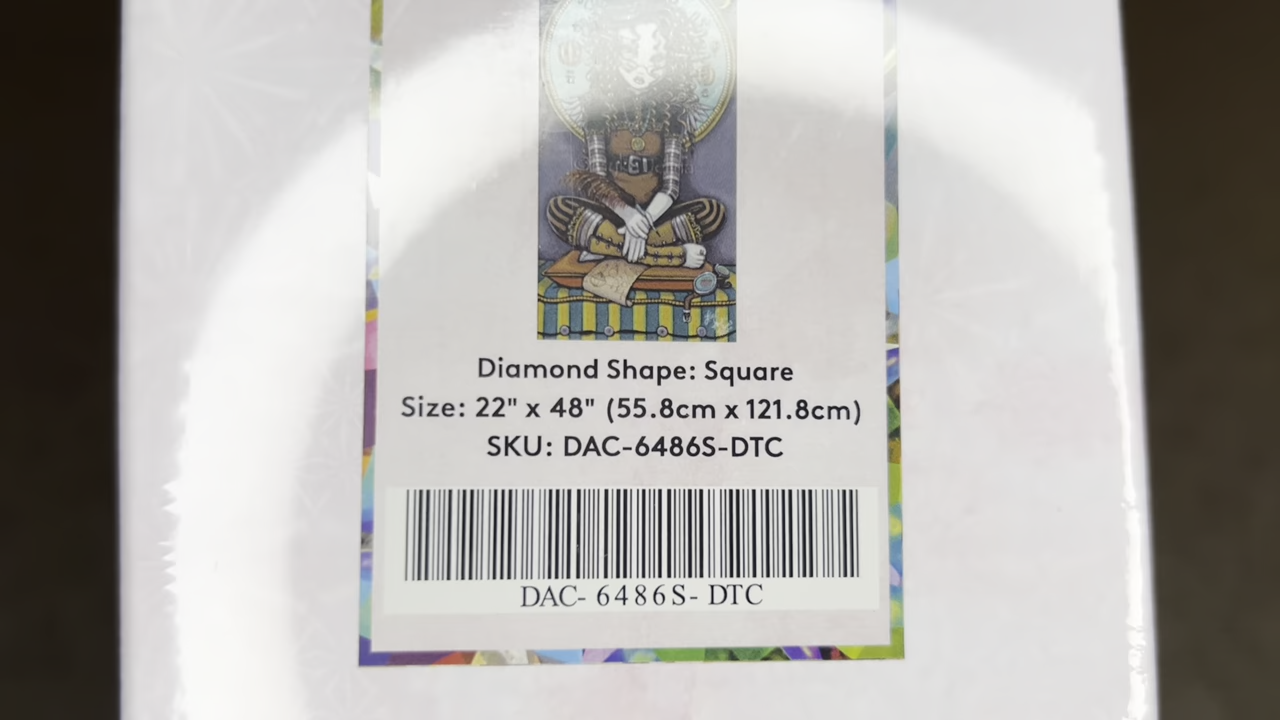 Diamond Shape: Square
Size: 22" x 48" (55.8cm x 121.8cm)
SKU: DAC-6486S-DTC
DAC- 6486S- DTC